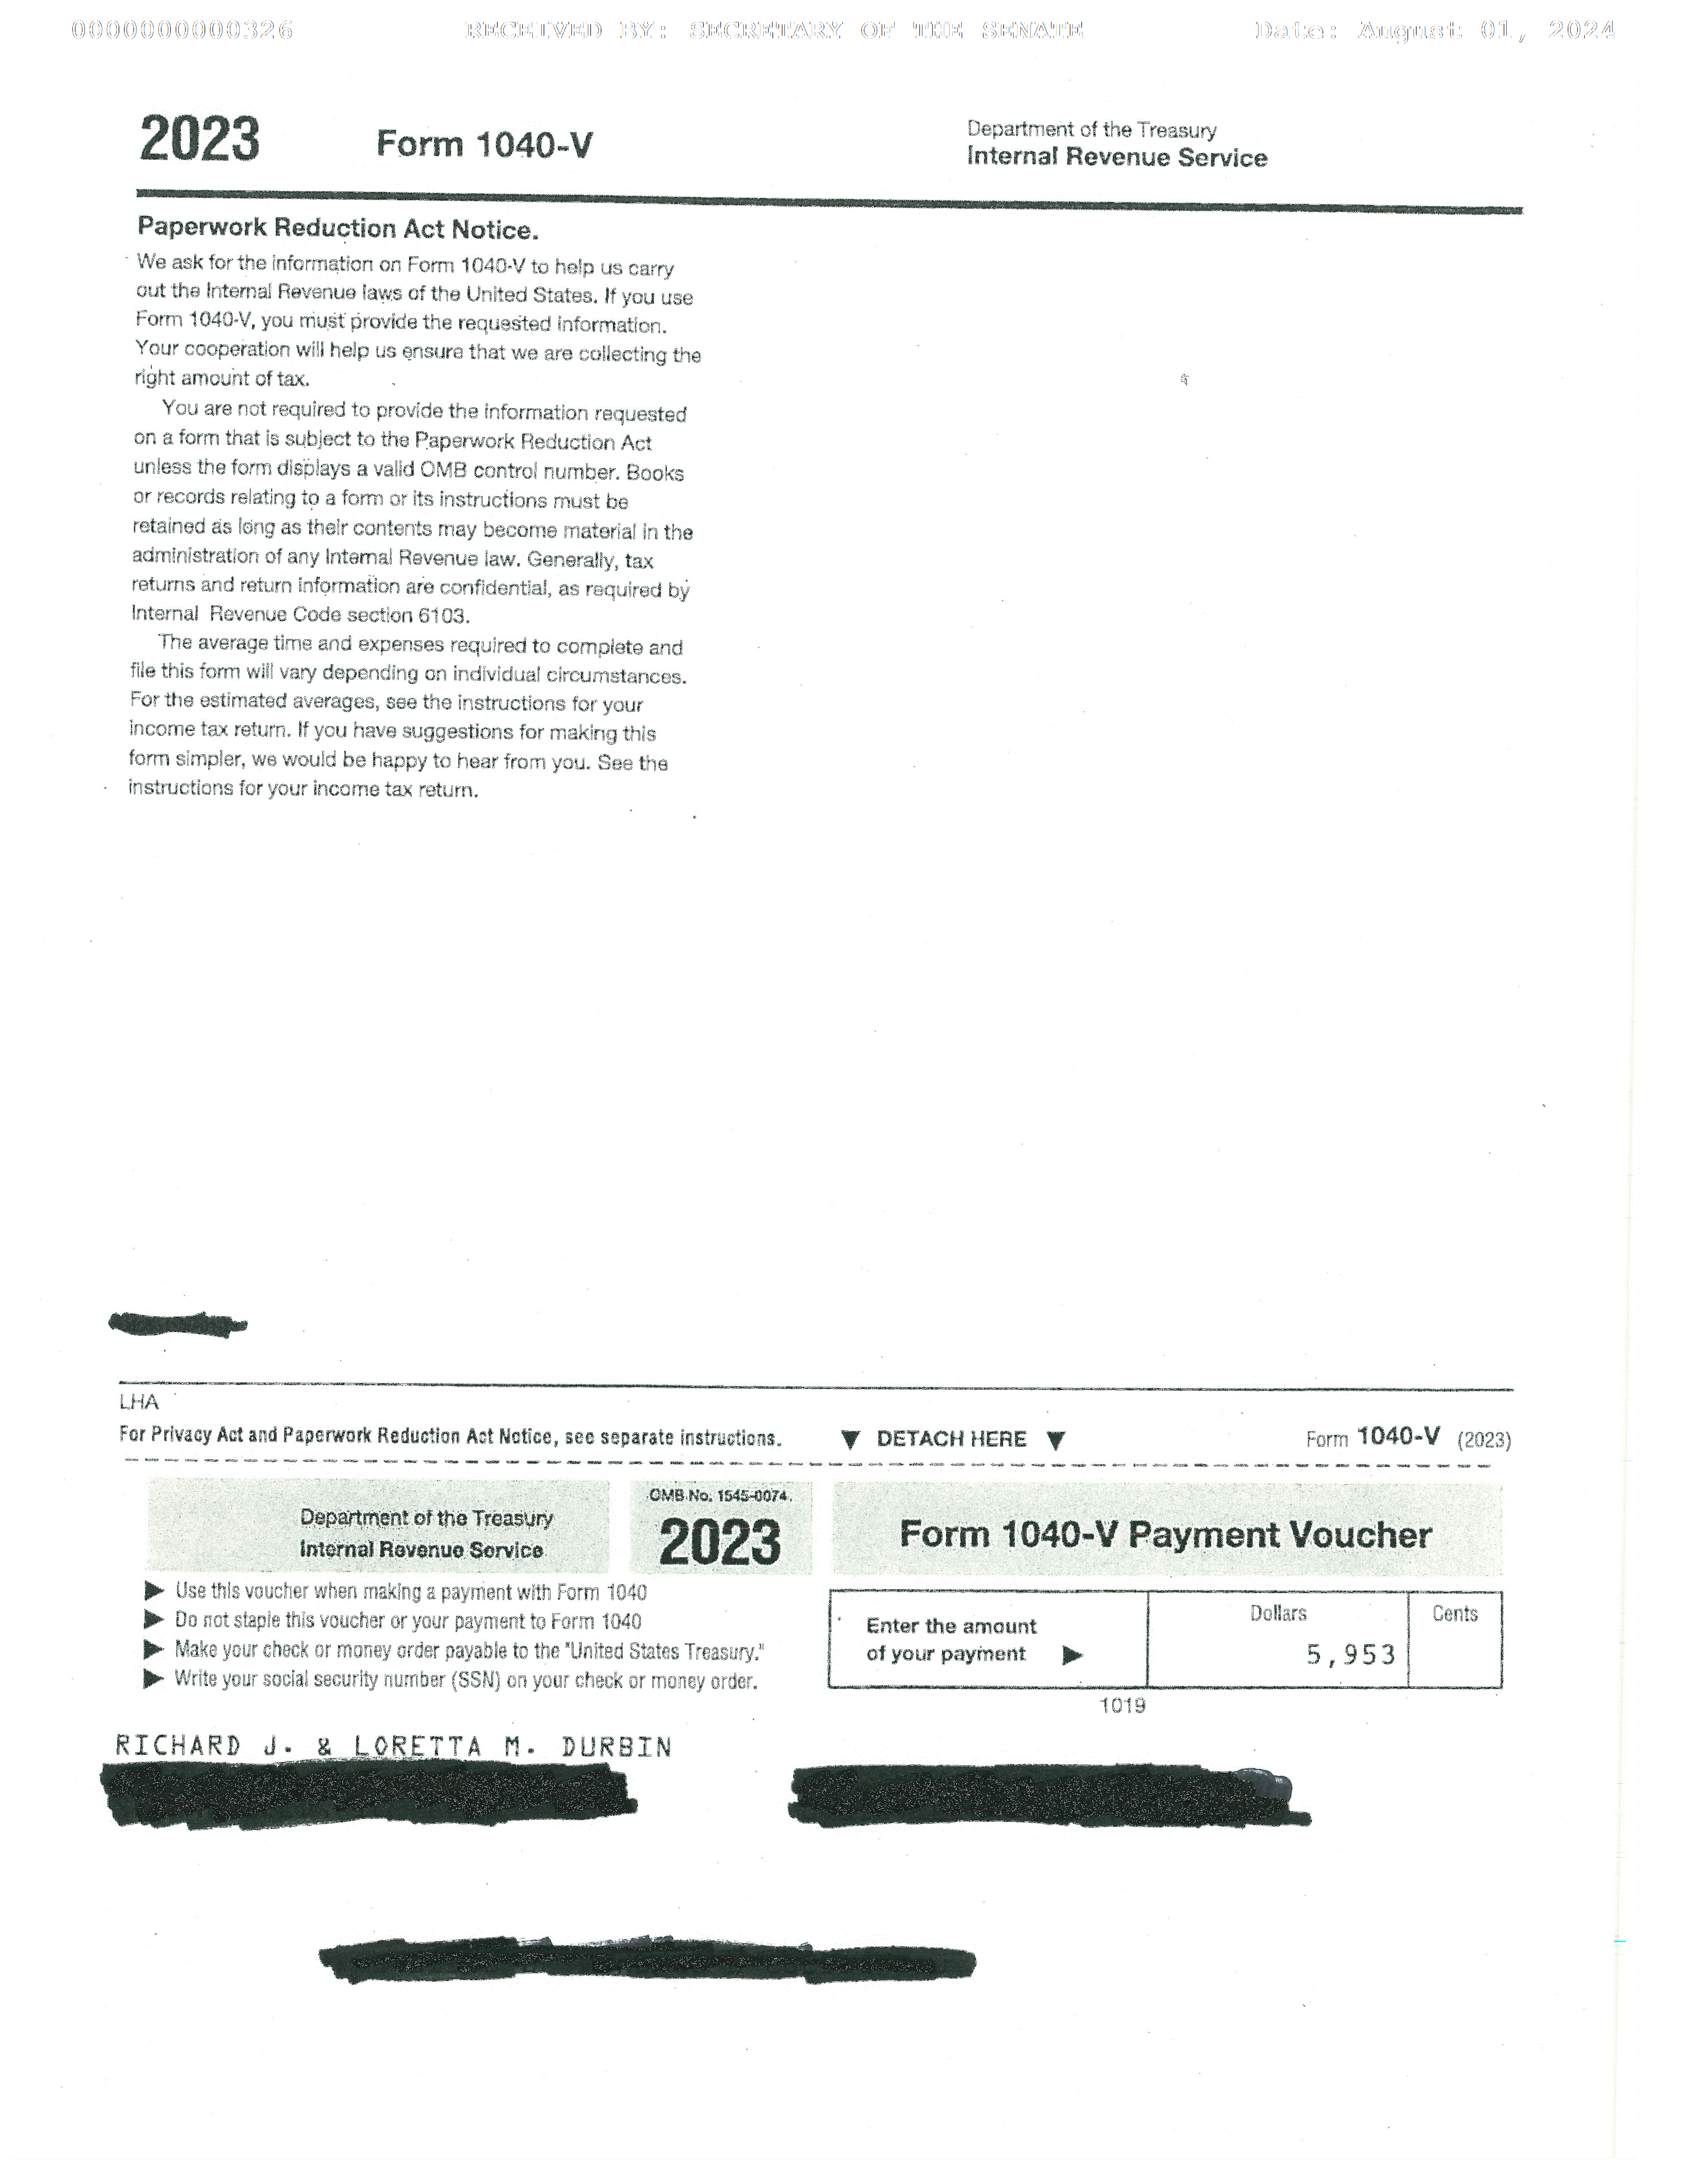 0000000000326 RECEIVED BY: SECRETARY OF THE SENATE Date: August 01, 2024
2023 Form 1040-V Department of the Treasury
Internal Revenue Service
Paperwork Reduction Act Notice.
We ask for the information on Form 1040-V to help us carry
out the Internal Revenue laws of the United States. If you use
Form 1040-V, you must provide the requested information.
Your cooperation will help us ensure that we are collecting the
right amount of tax.
You are not required to provide the information requested
on a form that is subject to the Paperwork Reduction Act
unless the form displays a valid OMB control number. Books
or records relating to a form or its instructions must be
retained as long as their contents may become material in the
administration of any Internal Revenue law. Generally, tax
returns and return information are confidential, as required by
Internal Revenue Code section 6103.
The average time and expenses required to complete and
file this form will vary depending on individual circumstances.
For the estimated averages, see the instructions for your
income tax return. If you have suggestions for making this
form simpler, we would be happy to hear from you. See the
instructions for your income tax return.
LHA
For Privacy Act and Paperwork Reduction Act Notice, see separate instructions. ▼ DETACH HERE ▼ Form 1040-V (2023)
Department of the Treasury
Internal Revenue Service
OMB No. 1545-0074
2023
Form 1040-V Payment Voucher
► Use this voucher when making a payment with Form 1040
► Do not staple this voucher or your payment to Form 1040
► Make your check or money order payable to the "United States Treasury."
► Write your social security number (SSN) on your check or money order.
Enter the amount
of your payment ►
Dollars
5,953
Cents
1019
RICHARD J. & LORETTA M. DURBIN